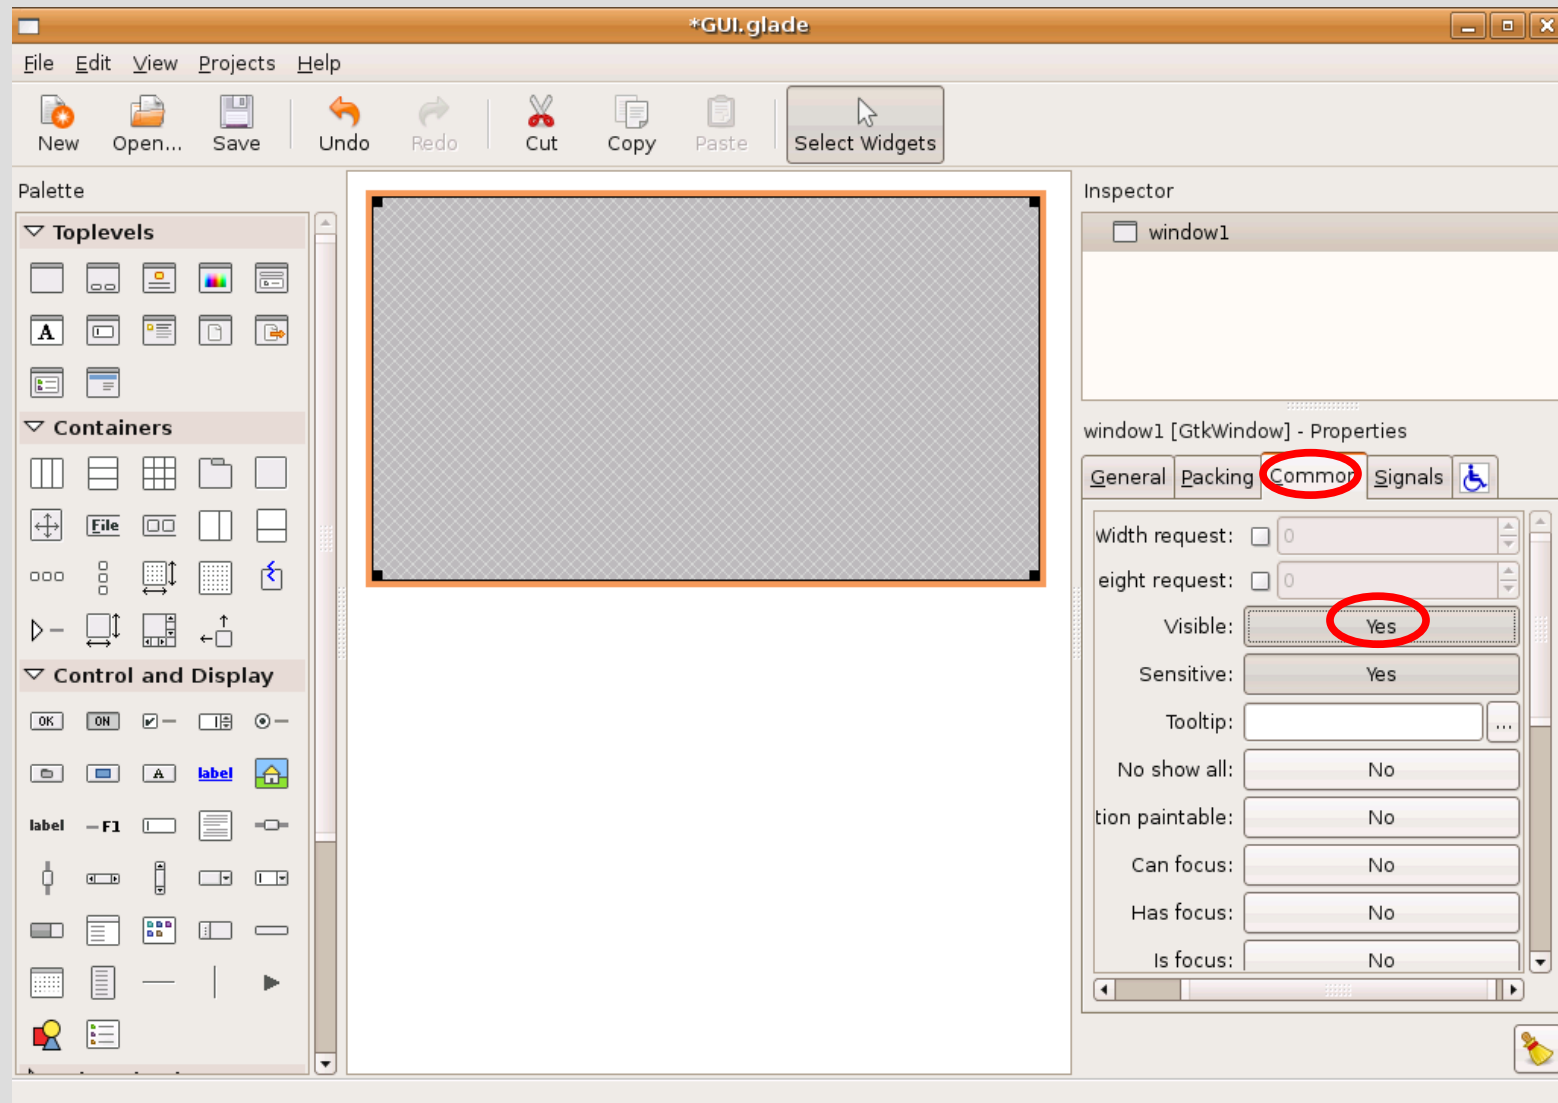 *GUI.glade
File Edit View Projects Help
New Open... Save Undo Redo Cut Copy Paste Select Widgets
Palette
Toplevels
A
Containers
File
Control and Display
OK ON
A label
label F1
Inspector
window1
window1 [GtkWindow] - Properties
General Packing Common Signals
Width request: 0
eight request: 0
Visible: Yes
Sensitive: Yes
Tooltip: ...
No show all: No
tion paintable: No
Can focus: No
Has focus: No
Is focus: No